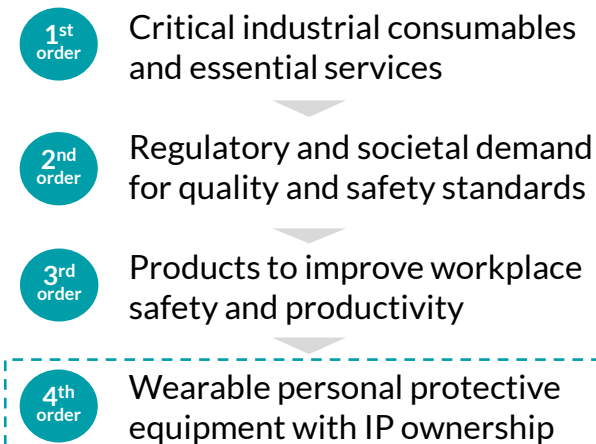 1st
order
Critical industrial consumables
and essential services
2nd
order
Regulatory and societal demand
for quality and safety standards
3rd
order
Products to improve workplace
safety and productivity
4th
order
Wearable personal protective
equipment with IP ownership